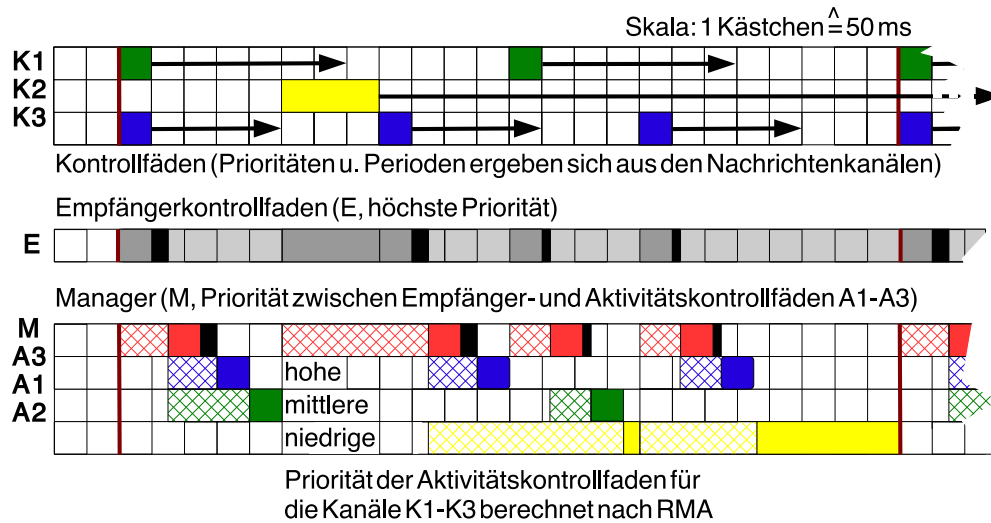 Skala: 1 Kästchen ≙ 50 ms
K1
K2
K3
Kontrollfäden (Prioritäten u. Perioden ergeben sich aus den Nachrichtenkanälen)
Empfängerkontrollfaden (E, höchste Priorität)
E
Manager (M, Priorität zwischen Empfänger- und Aktivitätskontrollfäden A1-A3)
M
A3
hohe
A1
mittlere
A2
niedrige
Priorität der Aktivitätskontrollfaden für
die Kanäle K1-K3 berechnet nach RMA